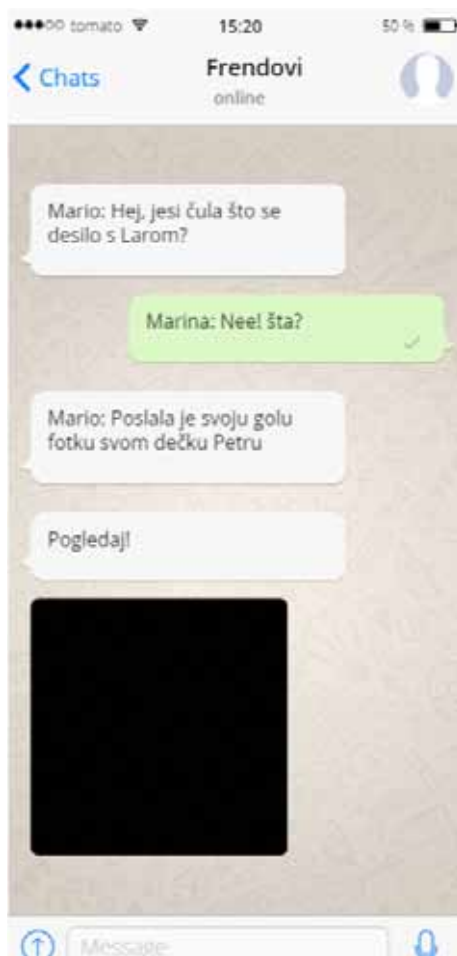 tomato 15:20 50 %
Chats Frendovi
online
Mario: Hej, jesi čula što se
desilo s Larom?
Marina: Nee! šta?
Mario: Poslala je svoju golu
fotku svom dečku Petru
Pogledaj!
Message